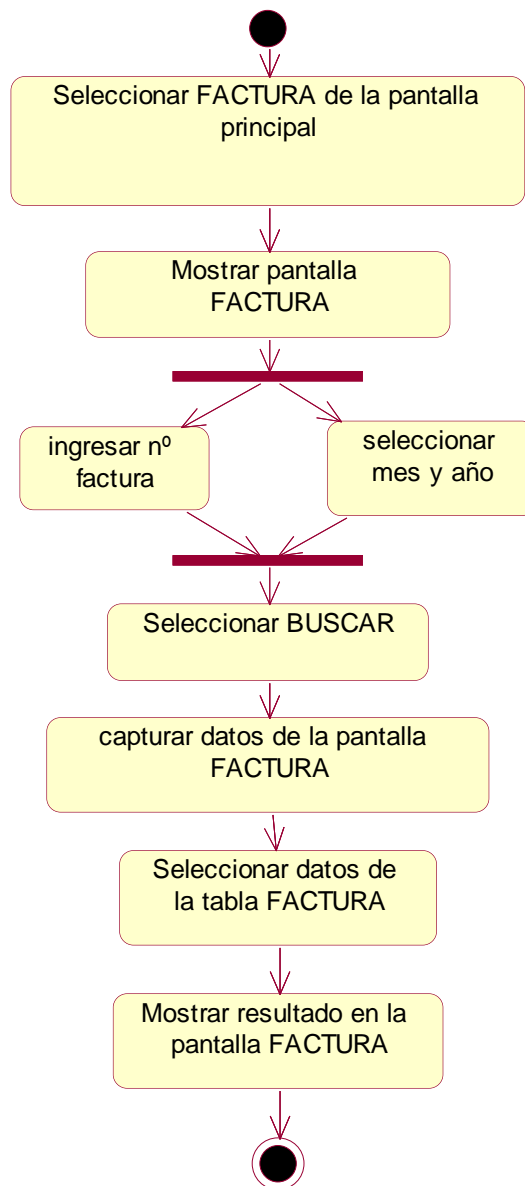 Seleccionar FACTURA de la pantalla
principal
Mostrar pantalla
FACTURA
ingresar nº
factura
seleccionar
mes y año
Seleccionar BUSCAR
capturar datos de la pantalla
FACTURA
Seleccionar datos de
la tabla FACTURA
Mostrar resultado en la
pantalla FACTURA